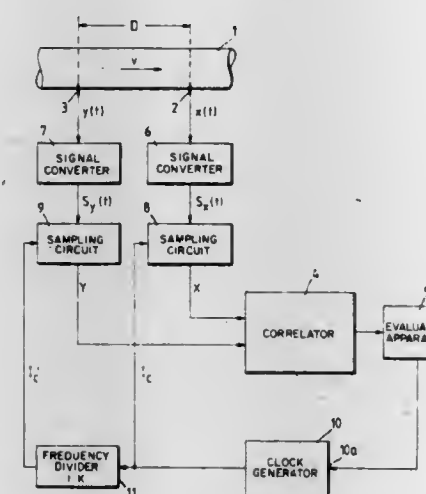 D
1
v
3
y(t)
2
x(t)
7
6
SIGNAL
CONVERTER
SIGNAL
CONVERTER
Sy(t)
Sx(t)
9
8
SAMPLING
CIRCUIT
SAMPLING
CIRCUIT
Y
X
4
CORRELATOR
EVALUA
APPARA
10
10a
FREQUENCY
DIVIDER
1 K
11
CLOCK
GENERATOR